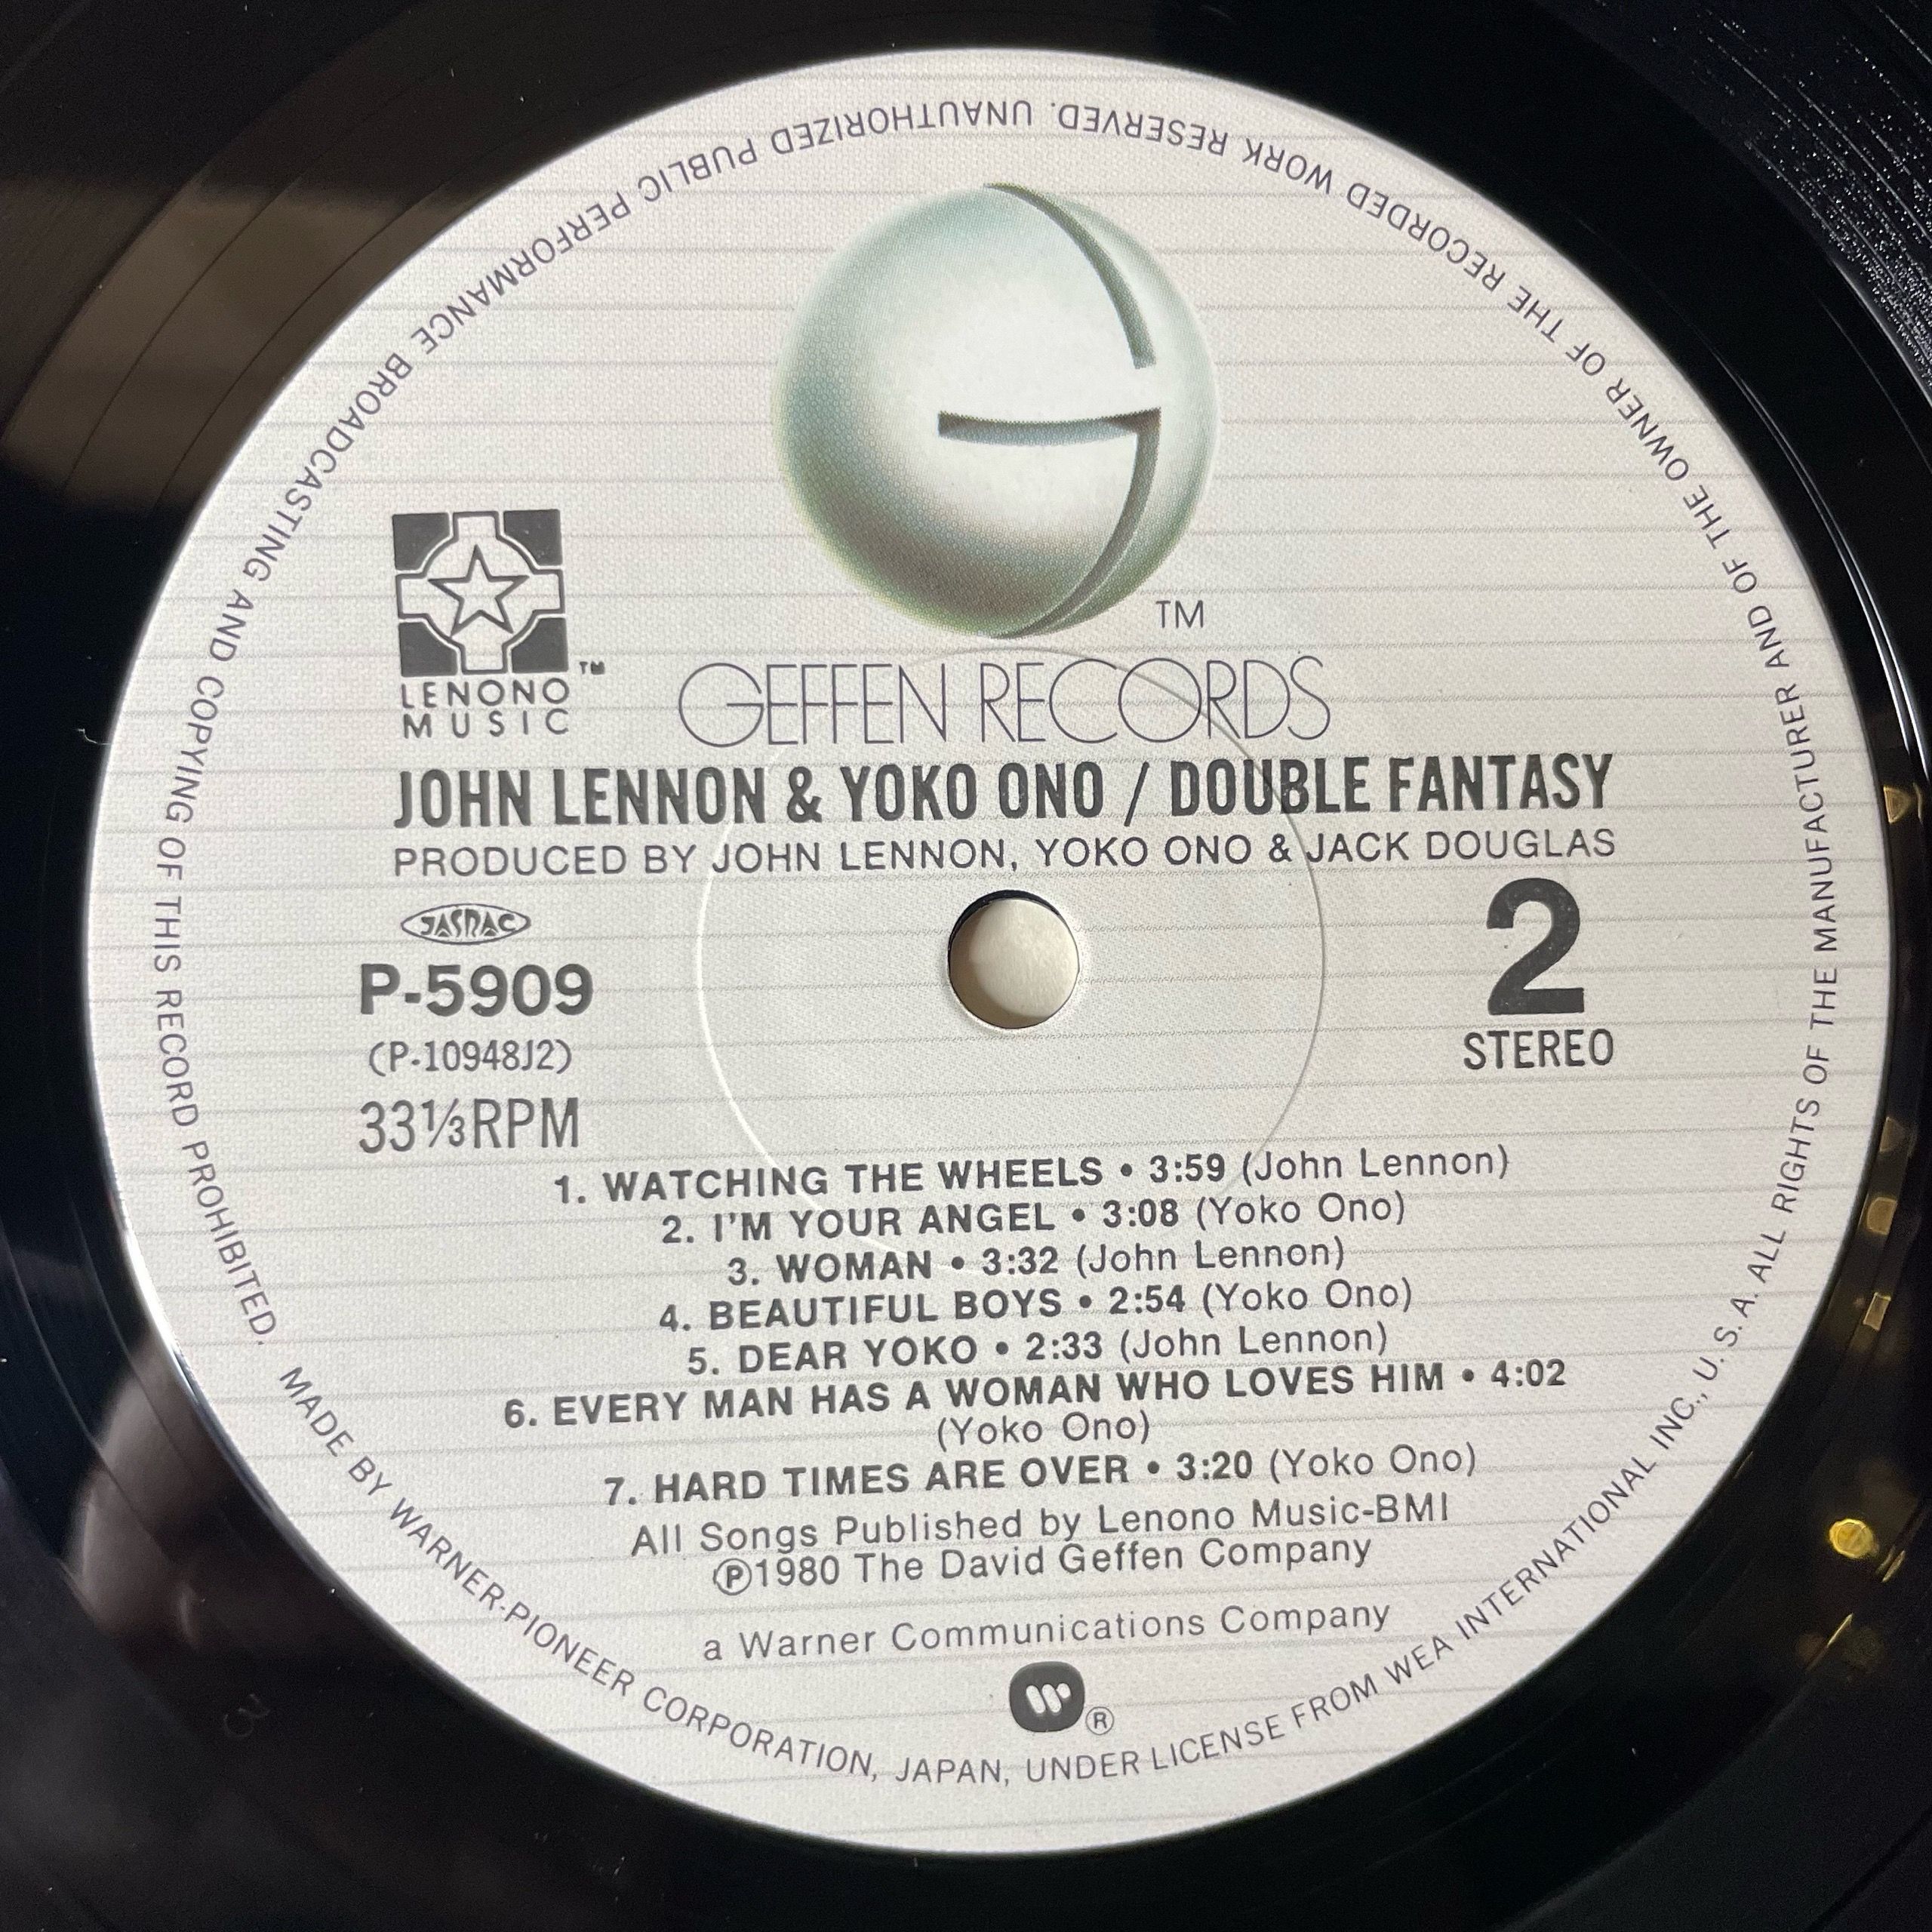 TM
LENONO
MUSIC
TM
GEFFEN RECORDS
JOHN LENNON & YOKO ONO / DOUBLE FANTASY
PRODUCED BY JOHN LENNON, YOKO ONO & JACK DOUGLAS
JASRAC
P-5909
(P-10948J2)
33⅓RPM
2
STEREO
1. WATCHING THE WHEELS • 3:59 (John Lennon)
2. I'M YOUR ANGEL • 3:08 (Yoko Ono)
3. WOMAN • 3:32 (John Lennon)
4. BEAUTIFUL BOYS • 2:54 (Yoko Ono)
5. DEAR YOKO • 2:33 (John Lennon)
6. EVERY MAN HAS A WOMAN WHO LOVES HIM • 4:02
(Yoko Ono)
7. HARD TIMES ARE OVER • 3:20 (Yoko Ono)
All Songs Published by Lenono Music-BMI
℗1980 The David Geffen Company
a Warner Communications Company
W®
MADE BY WARNER-PIONEER CORPORATION, JAPAN, UNDER LICENSE FROM WEA INTERNATIONAL INC., U. S. A. ALL RIGHTS OF THE MANUFACTURER AND OF THE OWNER OF THE RECORDED WORK RESERVED. UNAUTHORIZED PUBLIC PERFORMANCE BROADCASTING AND COPYING OF THIS RECORD PROHIBITED.